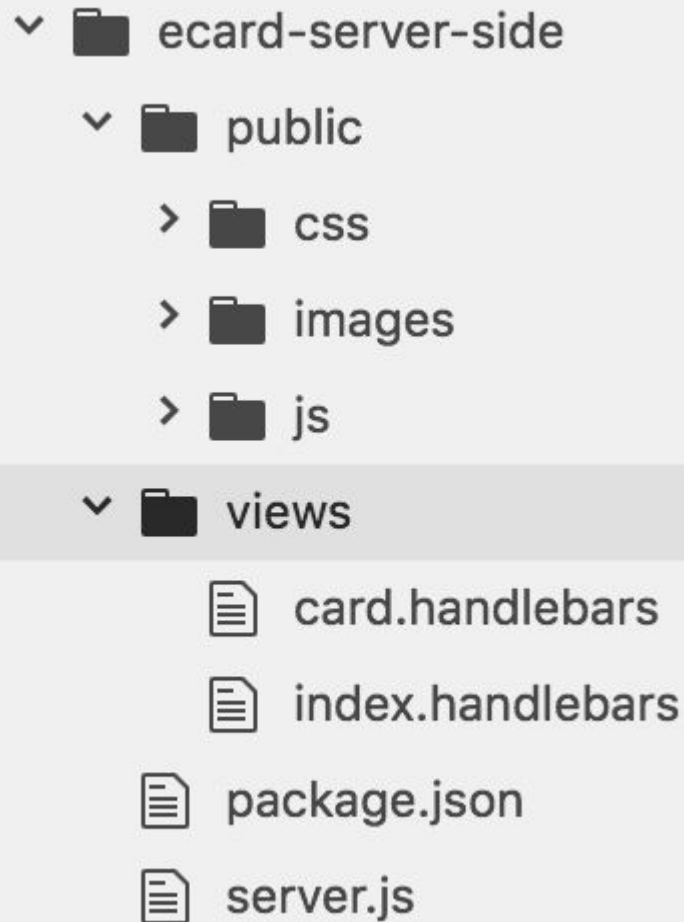 ecard-server-side
public
css
images
js
views
card.handlebars
index.handlebars
package.json
server.js